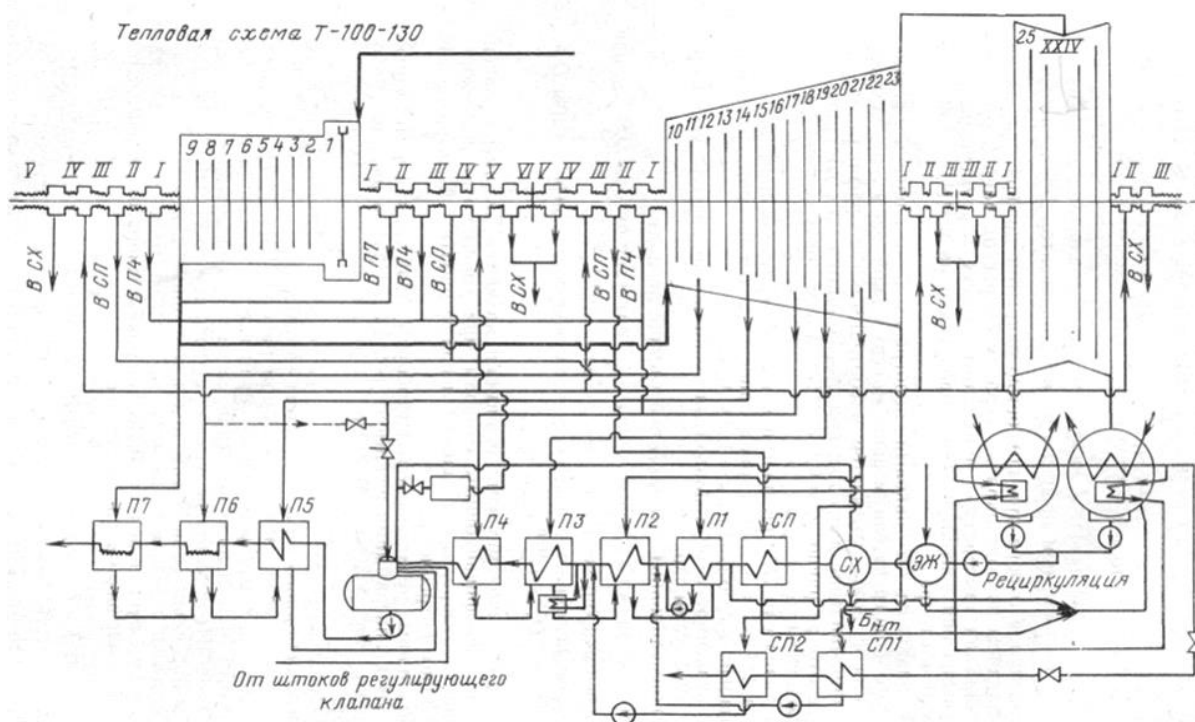 Тепловая схема Т-100-130
25 XXIV
10 11 12 13 14 15 16 17 18 19 20 21 22 23
9 8 7 6 5 4 3 2 1
V IV III II I
I II III IV V VI V IV III II I
I II III III II I
I II III
В СХ
В СП
В П4
В П7
В П4
В СП
В СХ
В СП
В П4
В СХ
В СХ
П7 П6 П5
П4 П3 П2 П1 СП
СХ
ЭЖ
Рециркуляция
Бнт
СП2 СП1
От штоков регулирующего
клапана